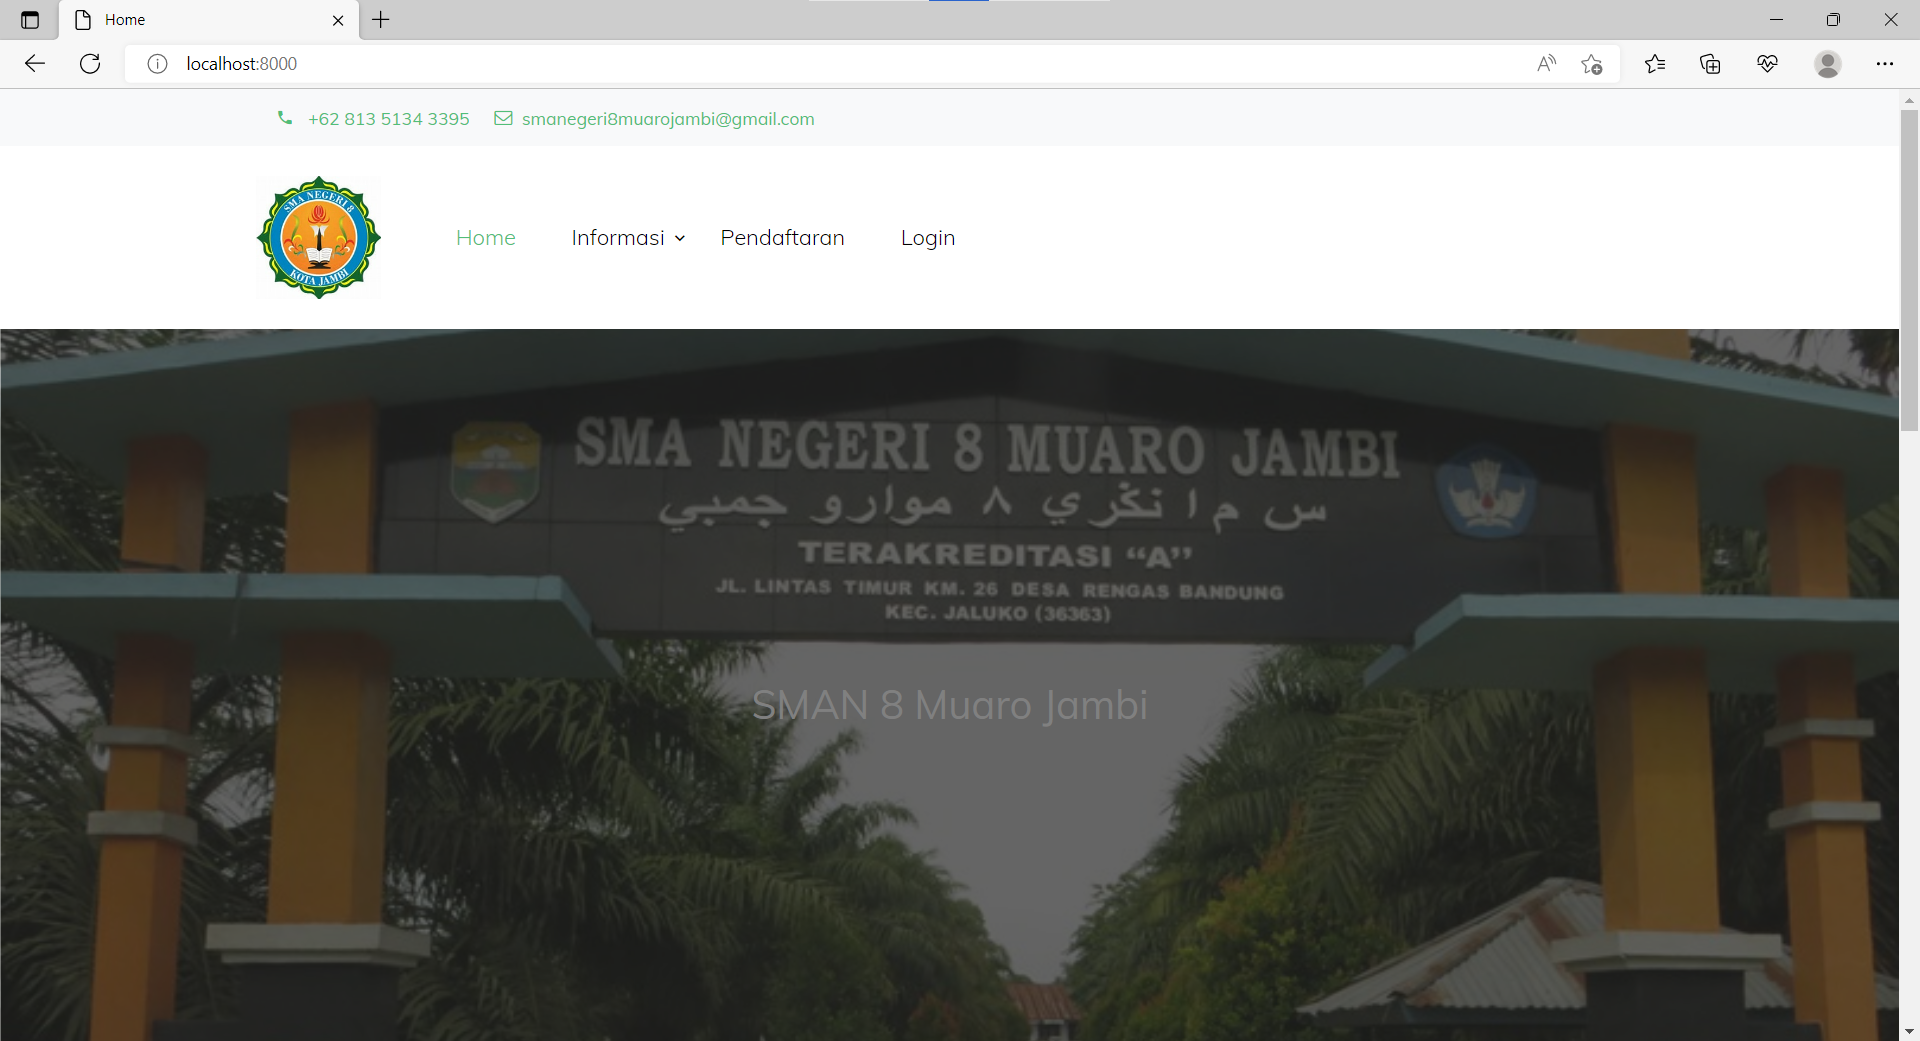 Home
localhost:8000
+62 813 5134 3395 smanegeri8muarojambi@gmail.com
SMA NEGERI 8
KOTA JAMBI
Home Informasi Pendaftaran Login
SMA NEGERI 8 MUARO JAMBI
س م ا نݢري ٨ موارو جمبي
TERAKREDITASI “A”
JL. LINTAS TIMUR KM. 26 DESA RENGAS BANDUNG
KEC. JALUKO (36363)
SMAN 8 Muaro Jambi